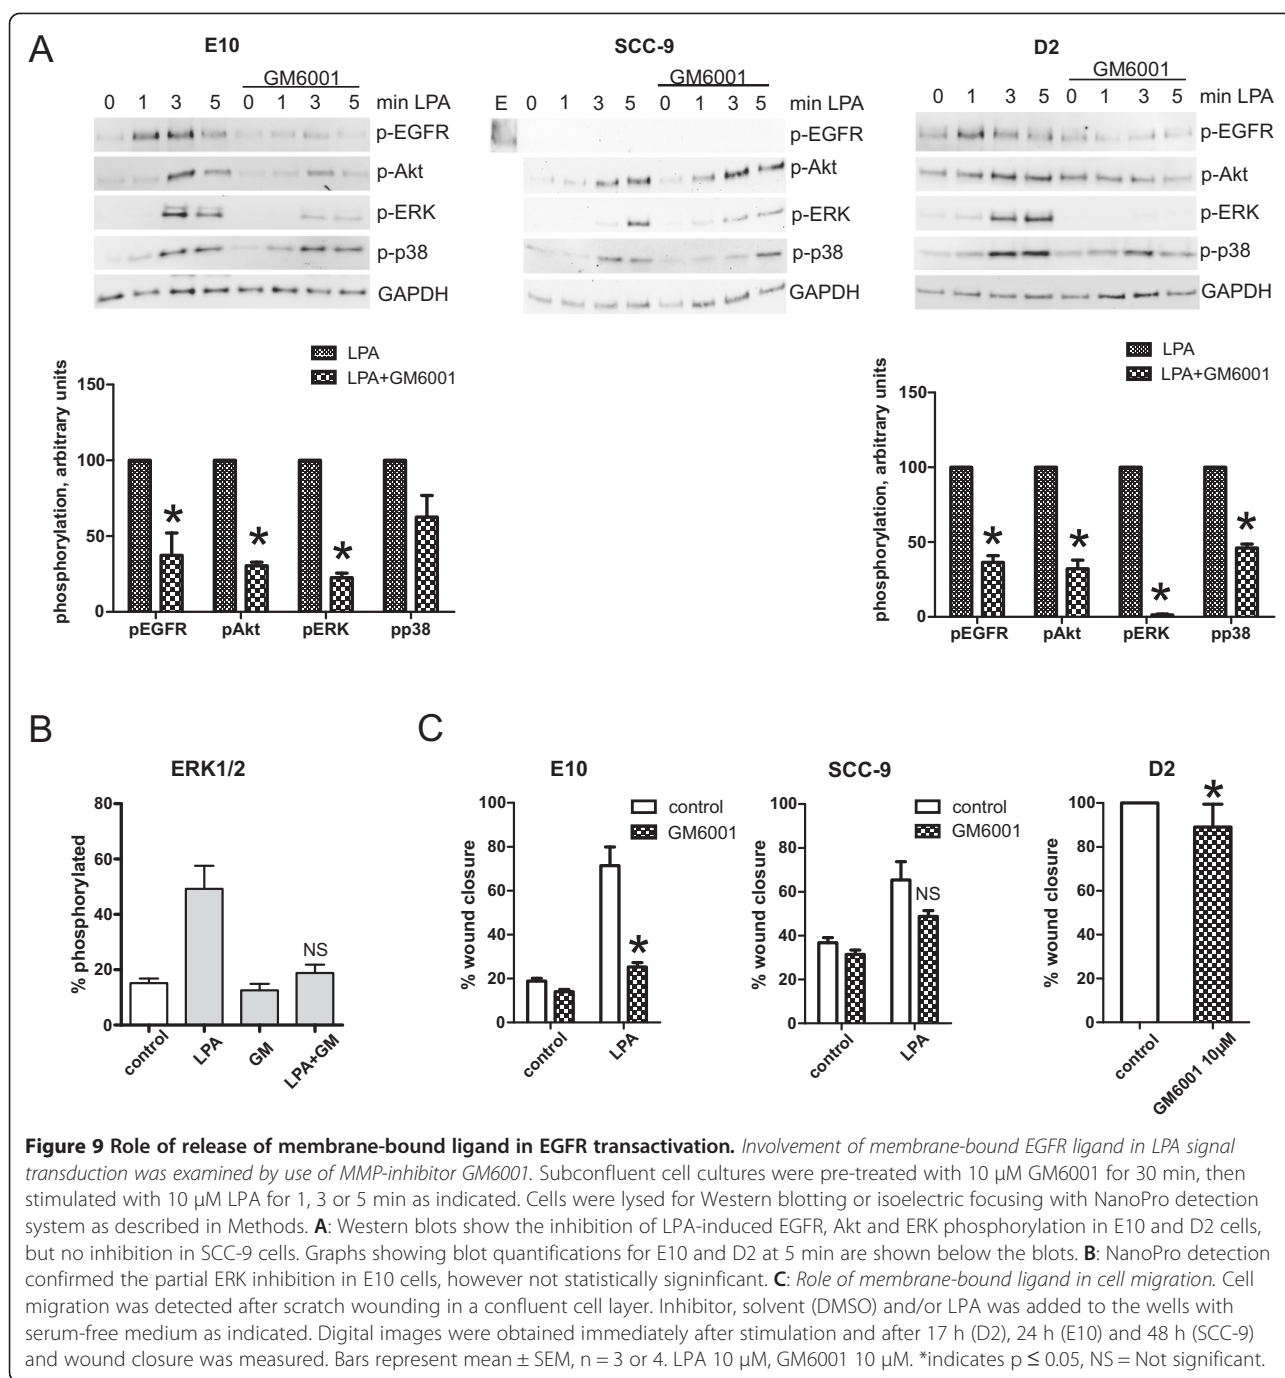 A
E10
GM6001
0 1 3 5 0 1 3 5 min LPA
p-EGFR
p-Akt
p-ERK
p-p38
GAPDH
SCC-9
GM6001
E 0 1 3 5 0 1 3 5 min LPA
p-EGFR
p-Akt
p-ERK
p-p38
GAPDH
D2
GM6001
0 1 3 5 0 1 3 5 min LPA
p-EGFR
p-Akt
p-ERK
p-p38
GAPDH
LPA
LPA+GM6001
phosphorylation, arbitrary units
150
100
50
0
* * *
pEGFR pAkt pERK pp38
LPA
LPA+GM6001
phosphorylation, arbitrary units
150
100
50
0
* * * *
pEGFR pAkt pERK pp38
B
ERK1/2
% phosphorylated
80
60
40
20
0
NS
control LPA GM LPA+GM
C
E10
control
GM6001
% wound closure
100
80
60
40
20
0
*
control LPA
SCC-9
control
GM6001
% wound closure
100
80
60
40
20
0
NS
control LPA
D2
% wound closure
100
80
60
40
20
0
*
control GM6001 10µM
Figure 9 Role of release of membrane-bound ligand in EGFR transactivation. Involvement of membrane-bound EGFR ligand in LPA signal
transduction was examined by use of MMP-inhibitor GM6001. Subconfluent cell cultures were pre-treated with 10 μM GM6001 for 30 min, then
stimulated with 10 μM LPA for 1, 3 or 5 min as indicated. Cells were lysed for Western blotting or isoelectric focusing with NanoPro detection
system as described in Methods. A: Western blots show the inhibition of LPA-induced EGFR, Akt and ERK phosphorylation in E10 and D2 cells,
but no inhibition in SCC-9 cells. Graphs showing blot quantifications for E10 and D2 at 5 min are shown below the blots. B: NanoPro detection
confirmed the partial ERK inhibition in E10 cells, however not statistically signinficant. C: Role of membrane-bound ligand in cell migration. Cell
migration was detected after scratch wounding in a confluent cell layer. Inhibitor, solvent (DMSO) and/or LPA was added to the wells with
serum-free medium as indicated. Digital images were obtained immediately after stimulation and after 17 h (D2), 24 h (E10) and 48 h (SCC-9)
and wound closure was measured. Bars represent mean ± SEM, n = 3 or 4. LPA 10 μM, GM6001 10 μM. *indicates p ≤ 0.05, NS = Not significant.